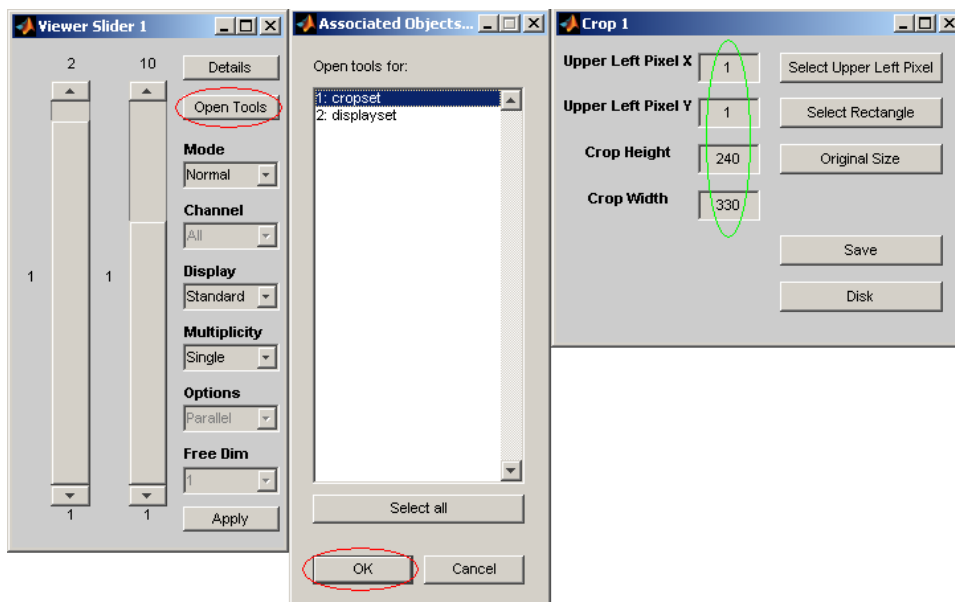 Viewer Slider 1
2
10
Details
Open Tools
Mode
Normal
Channel
All
Display
Standard
1
1
Multiplicity
Single
Options
Parallel
Free Dim
1
1
1
Apply
Associated Objects...
Open tools for:
1: cropset
2: displayset
Select all
OK
Cancel
Crop 1
Upper Left Pixel X
1
Select Upper Left Pixel
Upper Left Pixel Y
1
Select Rectangle
Crop Height
240
Original Size
Crop Width
330
Save
Disk